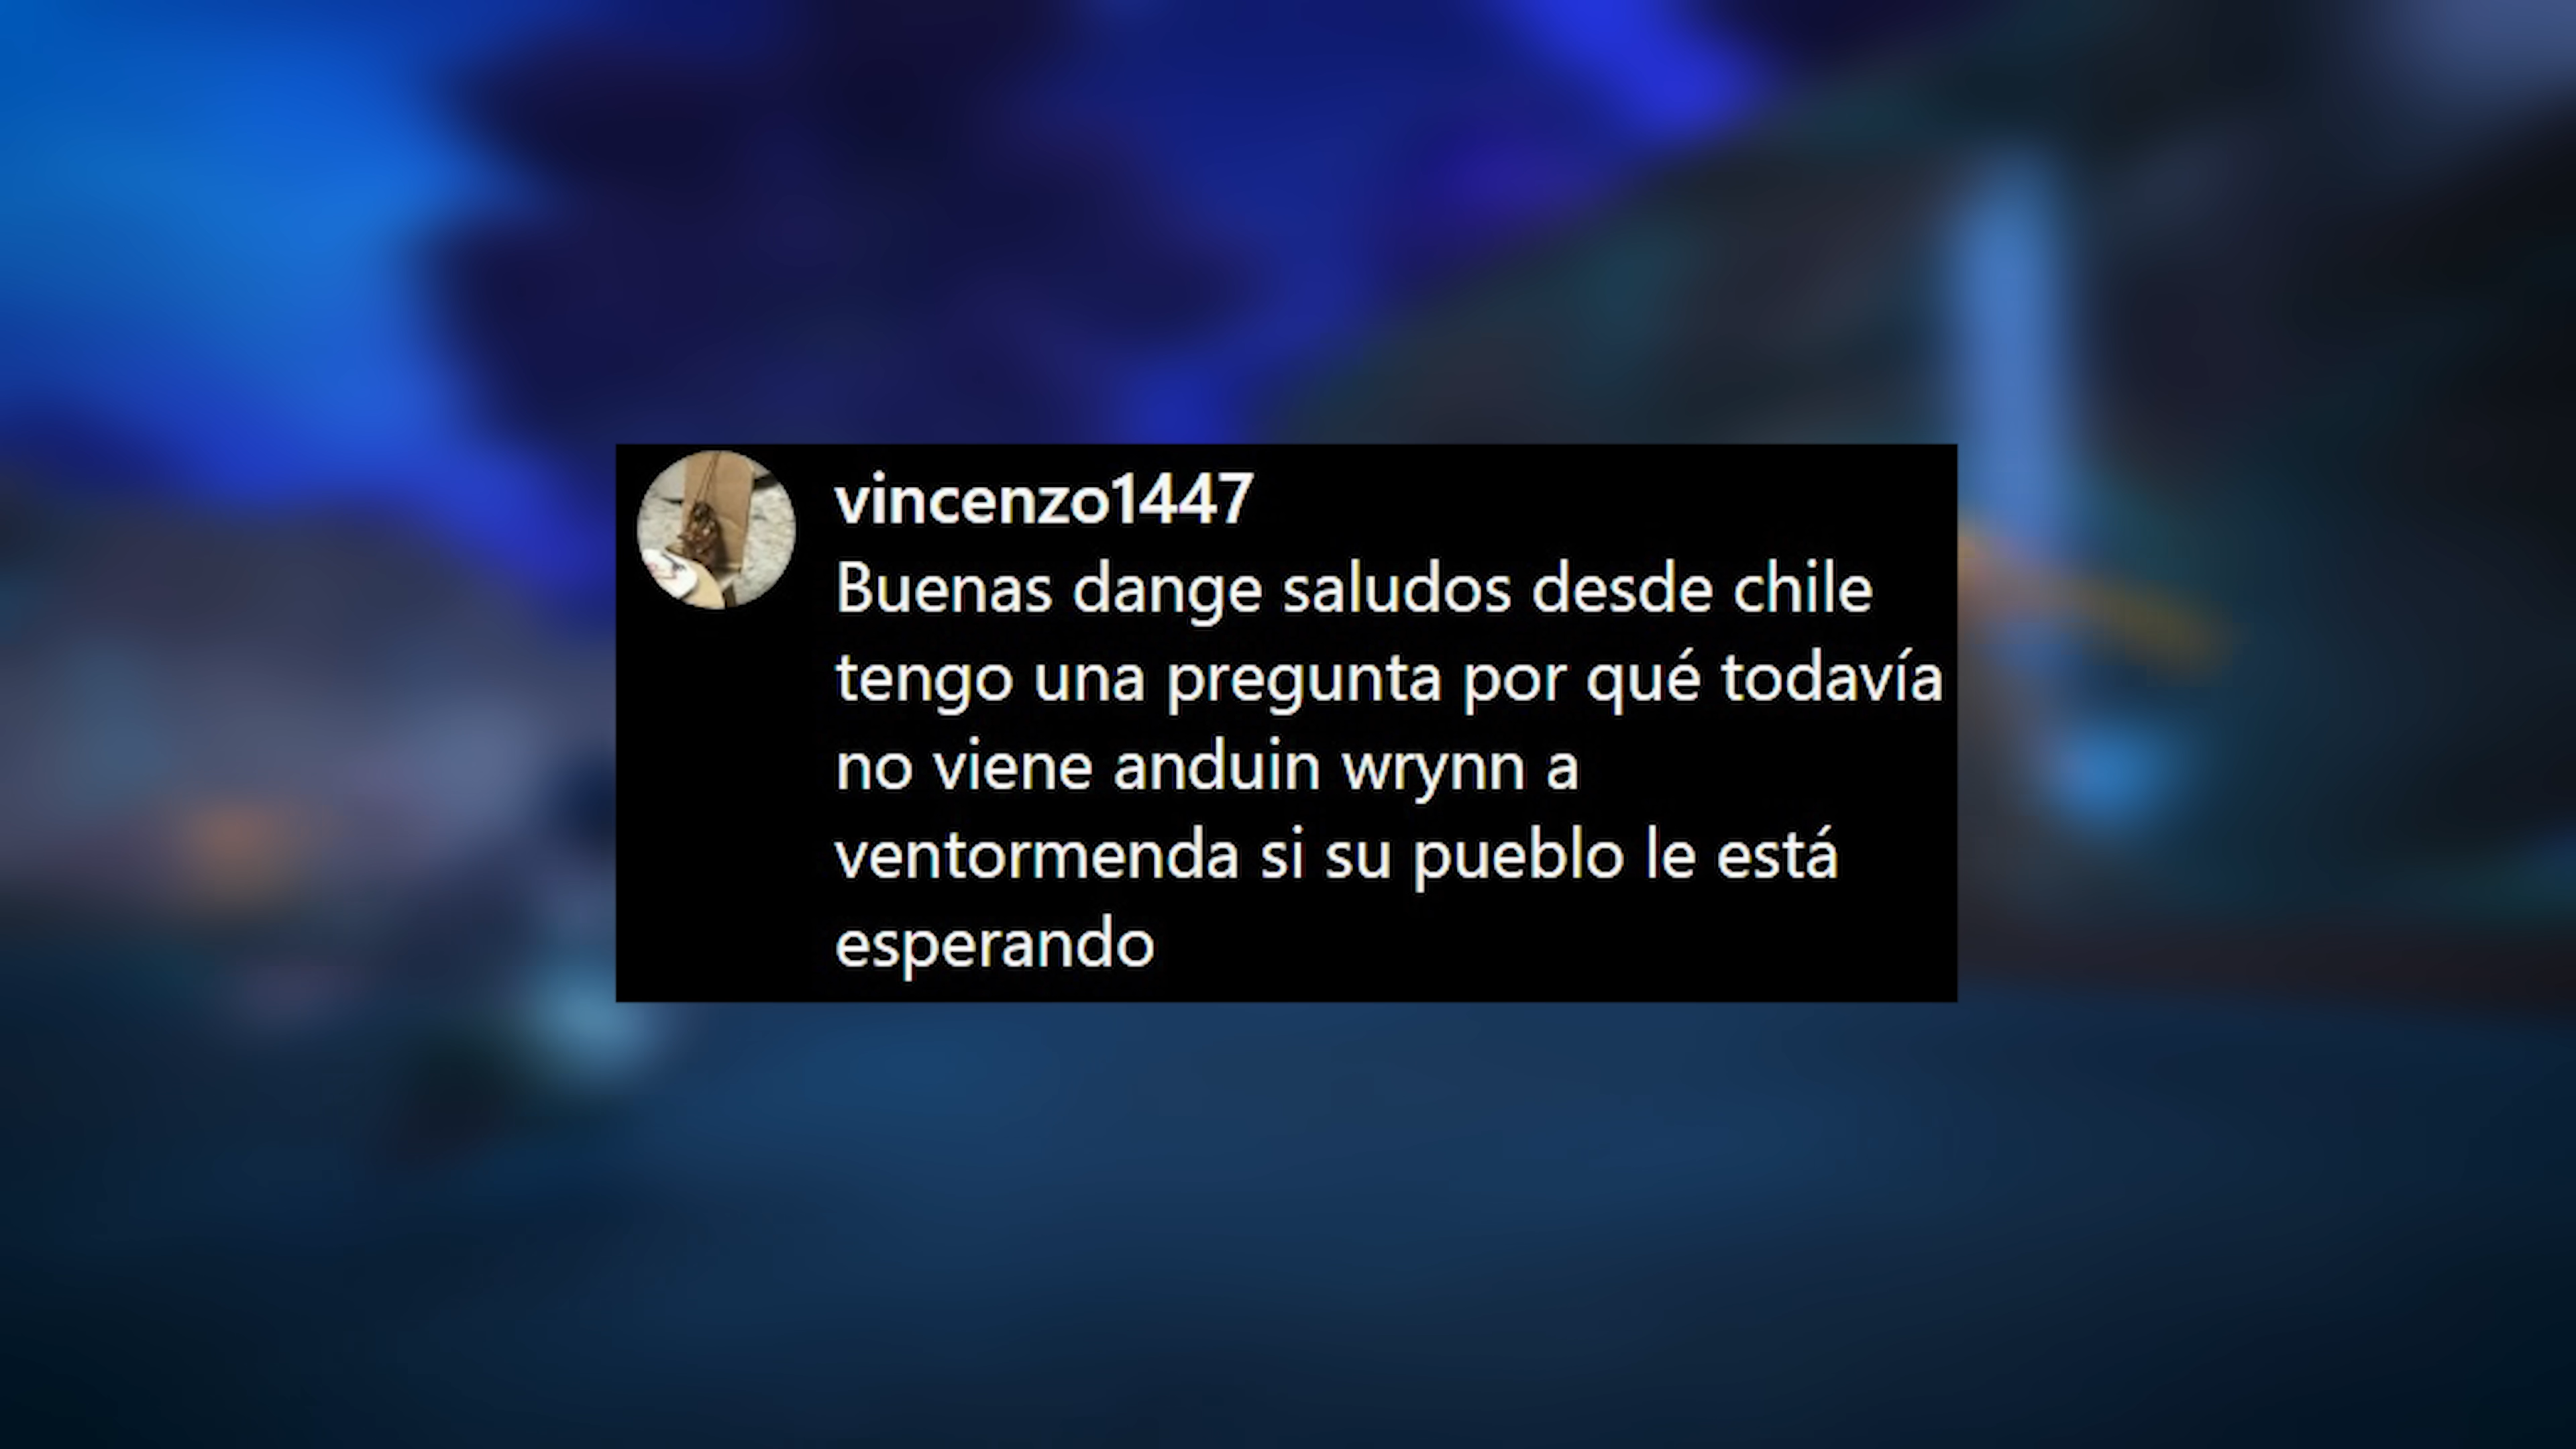 vincenzo1447
Buenas dange saludos desde chile
tengo una pregunta por qué todavía
no viene anduin wrynn a
ventormenda si su pueblo le está
esperando